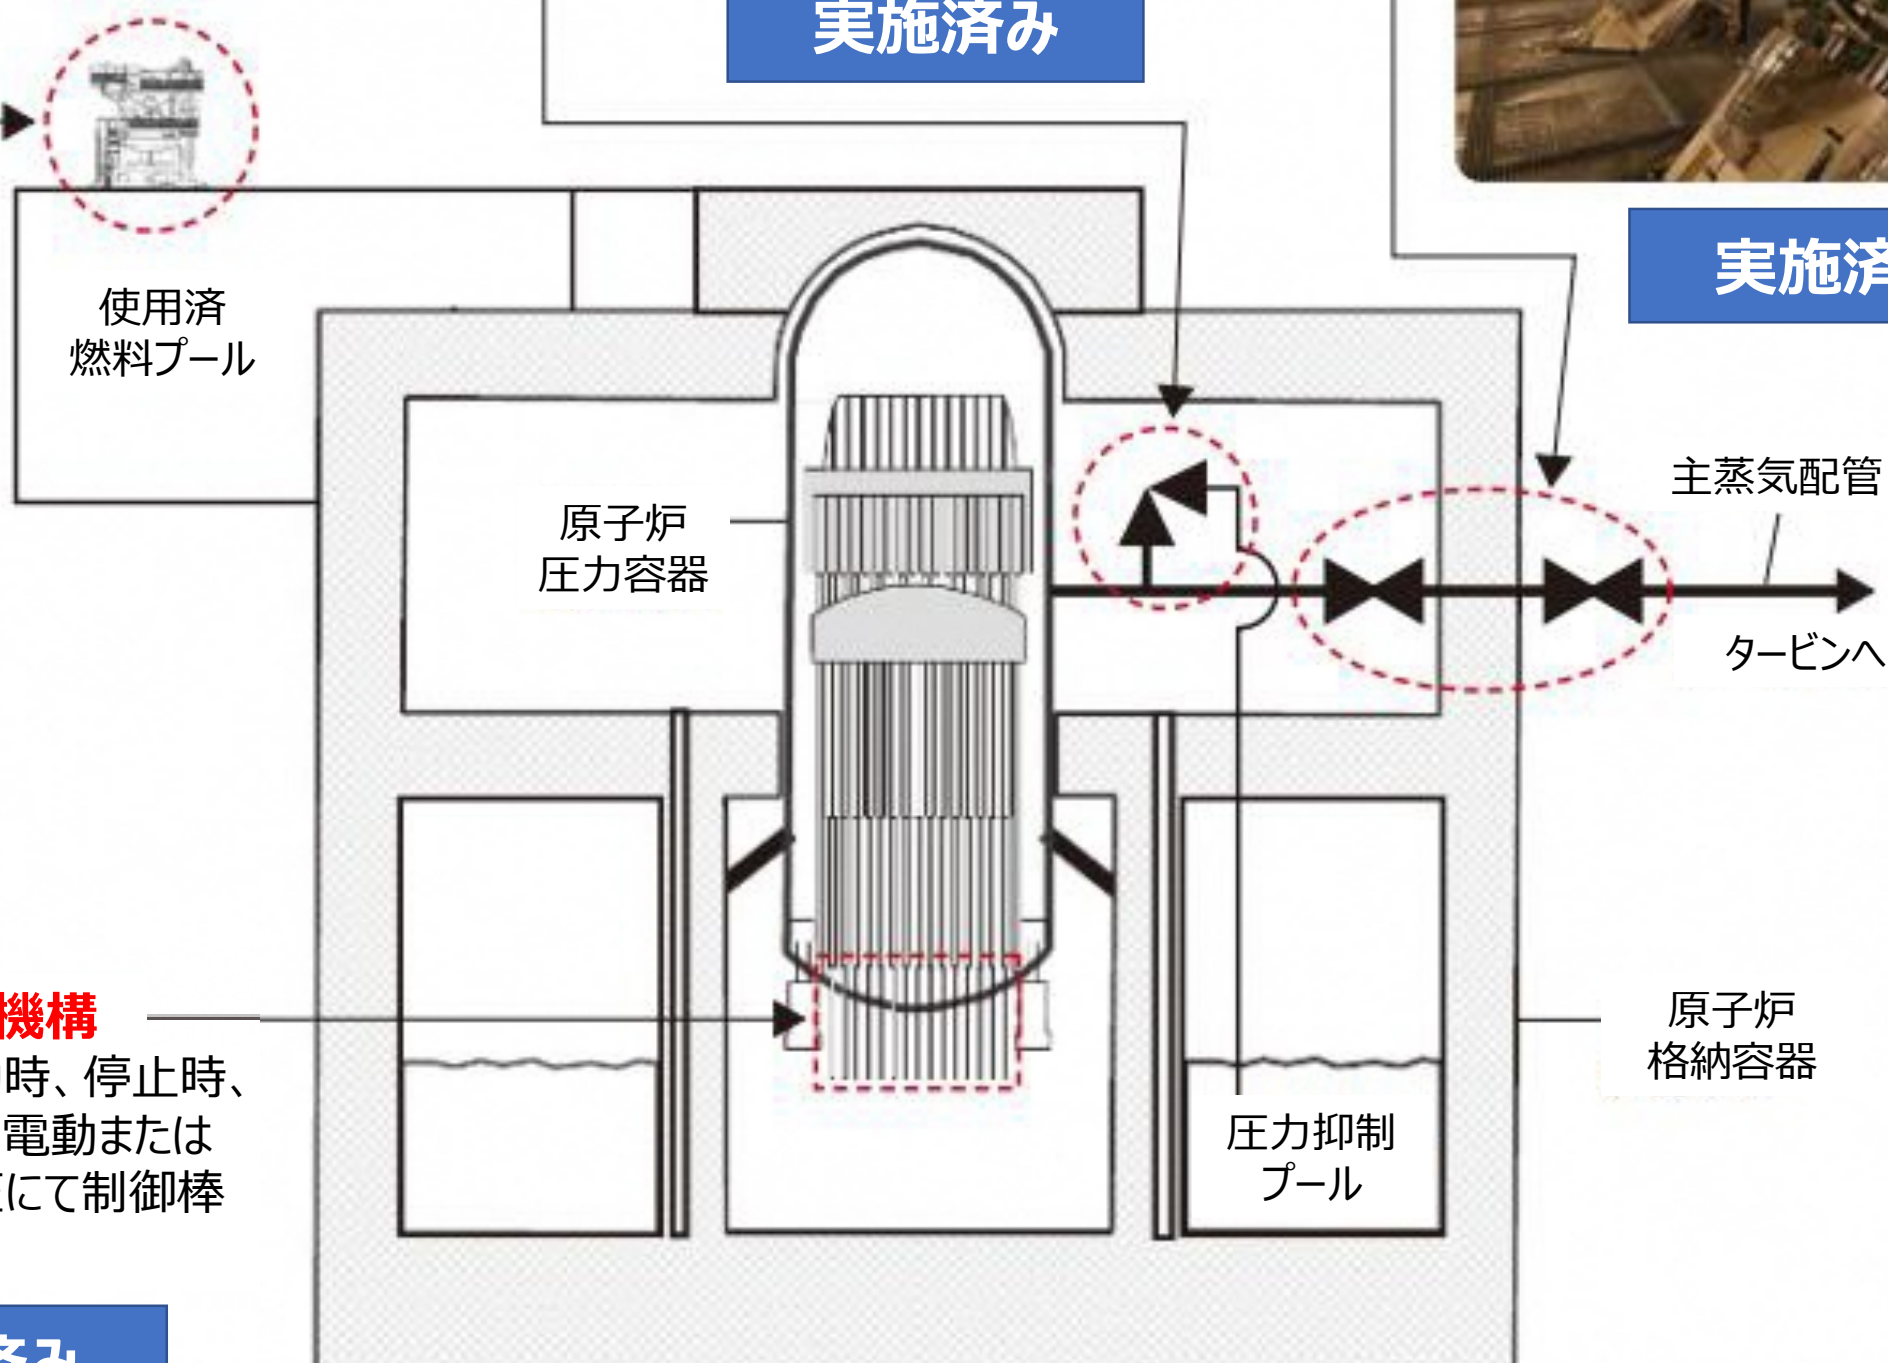 実施済み
実施済
使用済
燃料プール
主蒸気配管
原子炉
圧力容器
タービンへ
機構
時、停止時、
電動または
にて制御棒
原子炉
格納容器
圧力抑制
プール
済み